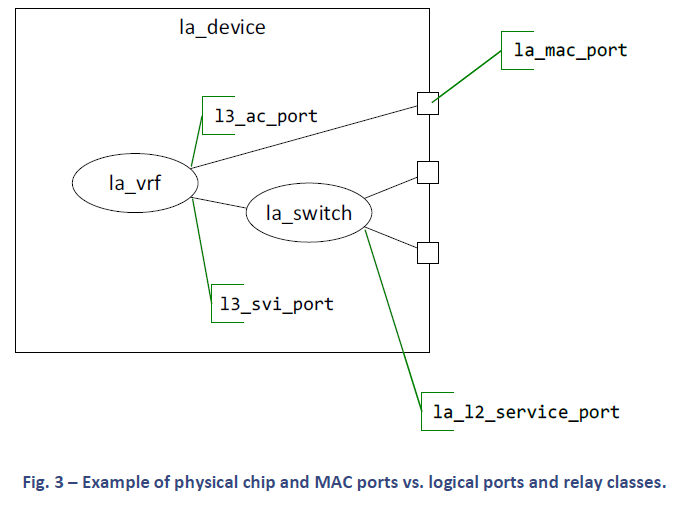 la_device
la_mac_port
l3_ac_port
la_vrf
la_switch
l3_svi_port
la_l2_service_port
Fig. 3 – Example of physical chip and MAC ports vs. logical ports and relay classes.